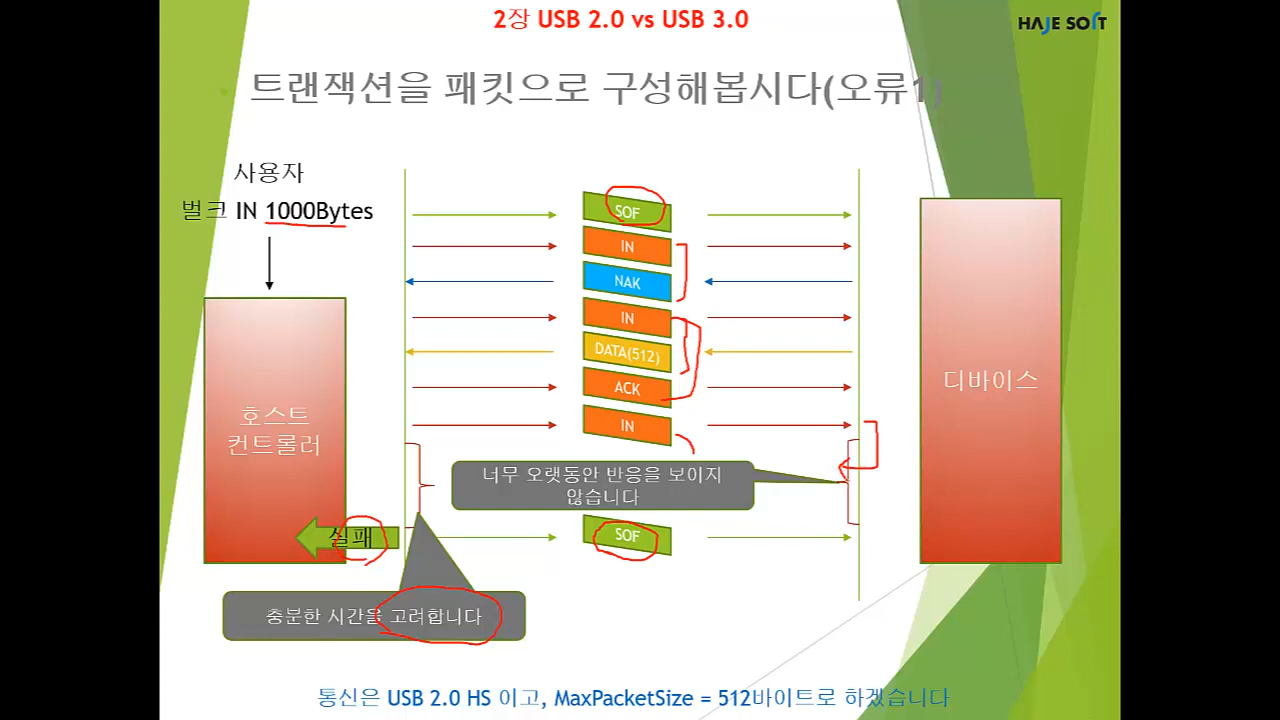 2장 USB 2.0 vs USB 3.0
HAJE SOFT
트랜잭션을 패킷으로 구성해봅시다(오류1)
사용자
벌크 IN 1000Bytes
SOF
IN
NAK
IN
DATA(512)
ACK
IN
호스트
컨트롤러
디바이스
너무 오랫동안 반응을 보이지
않습니다
실패
SOF
충분한 시간을 고려합니다
통신은 USB 2.0 HS 이고, MaxPacketSize = 512바이트로 하겠습니다